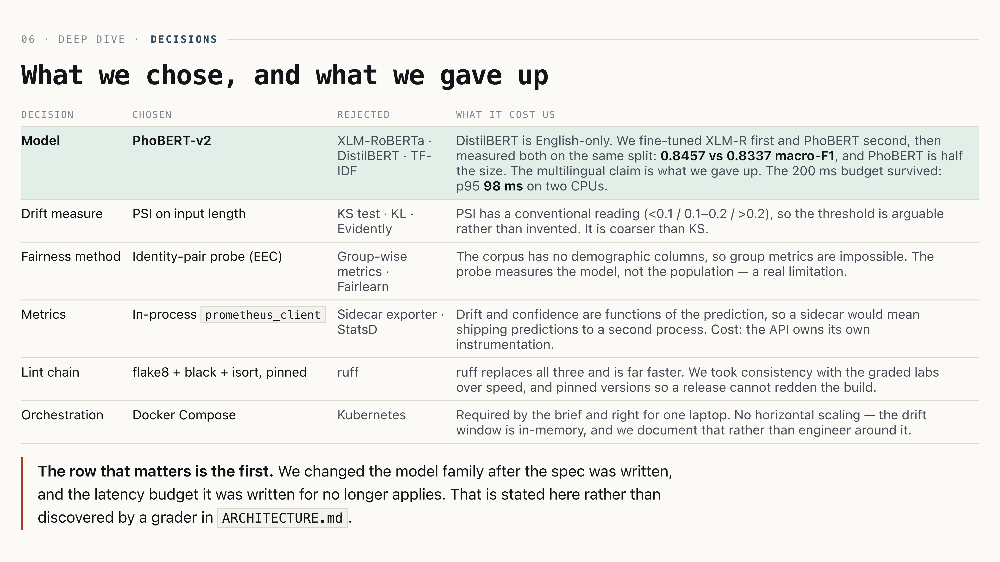 06 · DEEP DIVE · DECISIONS
What we chose, and what we gave up
DECISION CHOSEN REJECTED WHAT IT COST US
Model PhoBERT-v2 XLM-RoBERTa · DistilBERT is English-only. We fine-tuned XLM-R first and PhoBERT second, then
DistilBERT · TF- measured both on the same split: 0.8457 vs 0.8337 macro-F1, and PhoBERT is half
IDF the size. The multilingual claim is what we gave up. The 200 ms budget survived:
p95 98 ms on two CPUs.
Drift measure PSI on input length KS test · KL · PSI has a conventional reading (<0.1 / 0.1–0.2 / >0.2), so the threshold is arguable
Evidently rather than invented. It is coarser than KS.
Fairness method Identity-pair probe (EEC) Group-wise The corpus has no demographic columns, so group metrics are impossible. The
metrics · probe measures the model, not the population — a real limitation.
Fairlearn
Metrics In-process prometheus_client Sidecar exporter · Drift and confidence are functions of the prediction, so a sidecar would mean
StatsD shipping predictions to a second process. Cost: the API owns its own
instrumentation.
Lint chain flake8 + black + isort, pinned ruff ruff replaces all three and is far faster. We took consistency with the graded labs
over speed, and pinned versions so a release cannot redden the build.
Orchestration Docker Compose Kubernetes Required by the brief and right for one laptop. No horizontal scaling — the drift
window is in-memory, and we document that rather than engineer around it.
The row that matters is the first. We changed the model family after the spec was written,
and the latency budget it was written for no longer applies. That is stated here rather than
discovered by a grader in ARCHITECTURE.md.